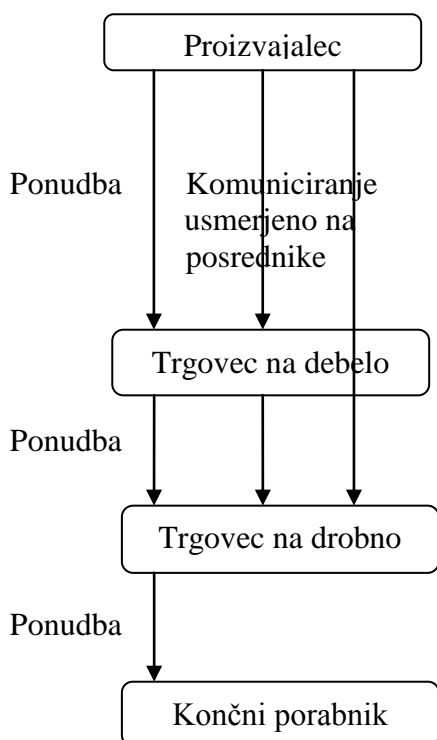 Proizvajalec
Ponudba
Komuniciranje
usmerjeno na
posrednike
Trgovec na debelo
Ponudba
Trgovec na drobno
Ponudba
Končni porabnik